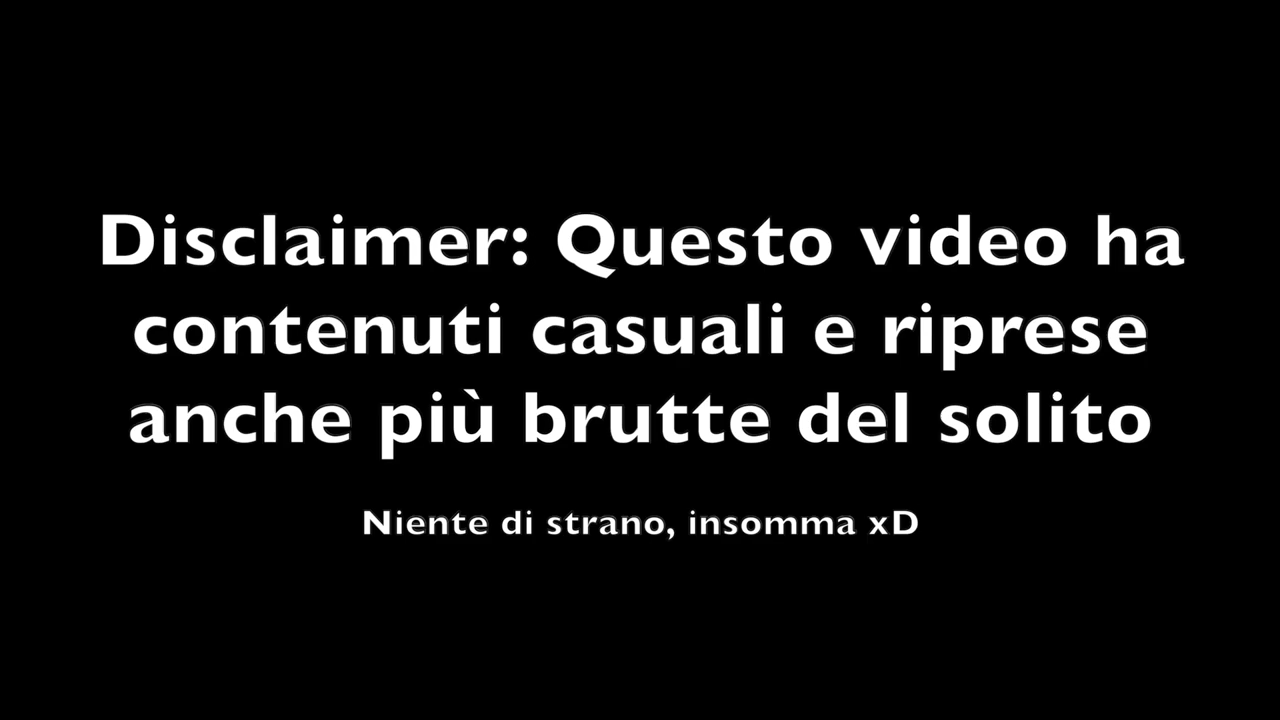 Disclaimer: Questo video ha
contenuti casuali e riprese
anche più brutte del solito
Niente di strano, insomma xD